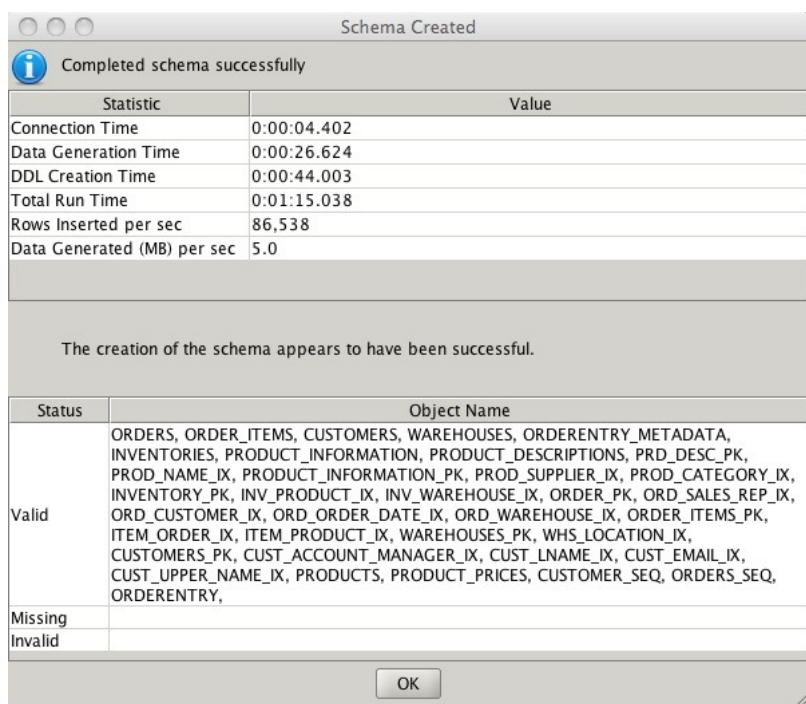 Schema Created
Completed schema successfully
Statistic Value
Connection Time 0:00:04.402
Data Generation Time 0:00:26.624
DDL Creation Time 0:00:44.003
Total Run Time 0:01:15.038
Rows Inserted per sec 86,538
Data Generated (MB) per sec 5.0
The creation of the schema appears to have been successful.
Status Object Name
ORDERS, ORDER_ITEMS, CUSTOMERS, WAREHOUSES, ORDERENTRY_METADATA,
INVENTORIES, PRODUCT_INFORMATION, PRODUCT_DESCRIPTIONS, PRD_DESC_PK,
PROD_NAME_IX, PRODUCT_INFORMATION_PK, PROD_SUPPLIER_IX, PROD_CATEGORY_IX,
INVENTORY_PK, INV_PRODUCT_IX, INV_WAREHOUSE_IX, ORDER_PK, ORD_SALES_REP_IX,
Valid ORD_CUSTOMER_IX, ORD_ORDER_DATE_IX, ORD_WAREHOUSE_IX, ORDER_ITEMS_PK,
ITEM_ORDER_IX, ITEM_PRODUCT_IX, WAREHOUSES_PK, WHS_LOCATION_IX,
CUSTOMERS_PK, CUST_ACCOUNT_MANAGER_IX, CUST_LNAME_IX, CUST_EMAIL_IX,
CUST_UPPER_NAME_IX, PRODUCTS, PRODUCT_PRICES, CUSTOMER_SEQ, ORDERS_SEQ,
ORDERENTRY,
Missing
Invalid
OK